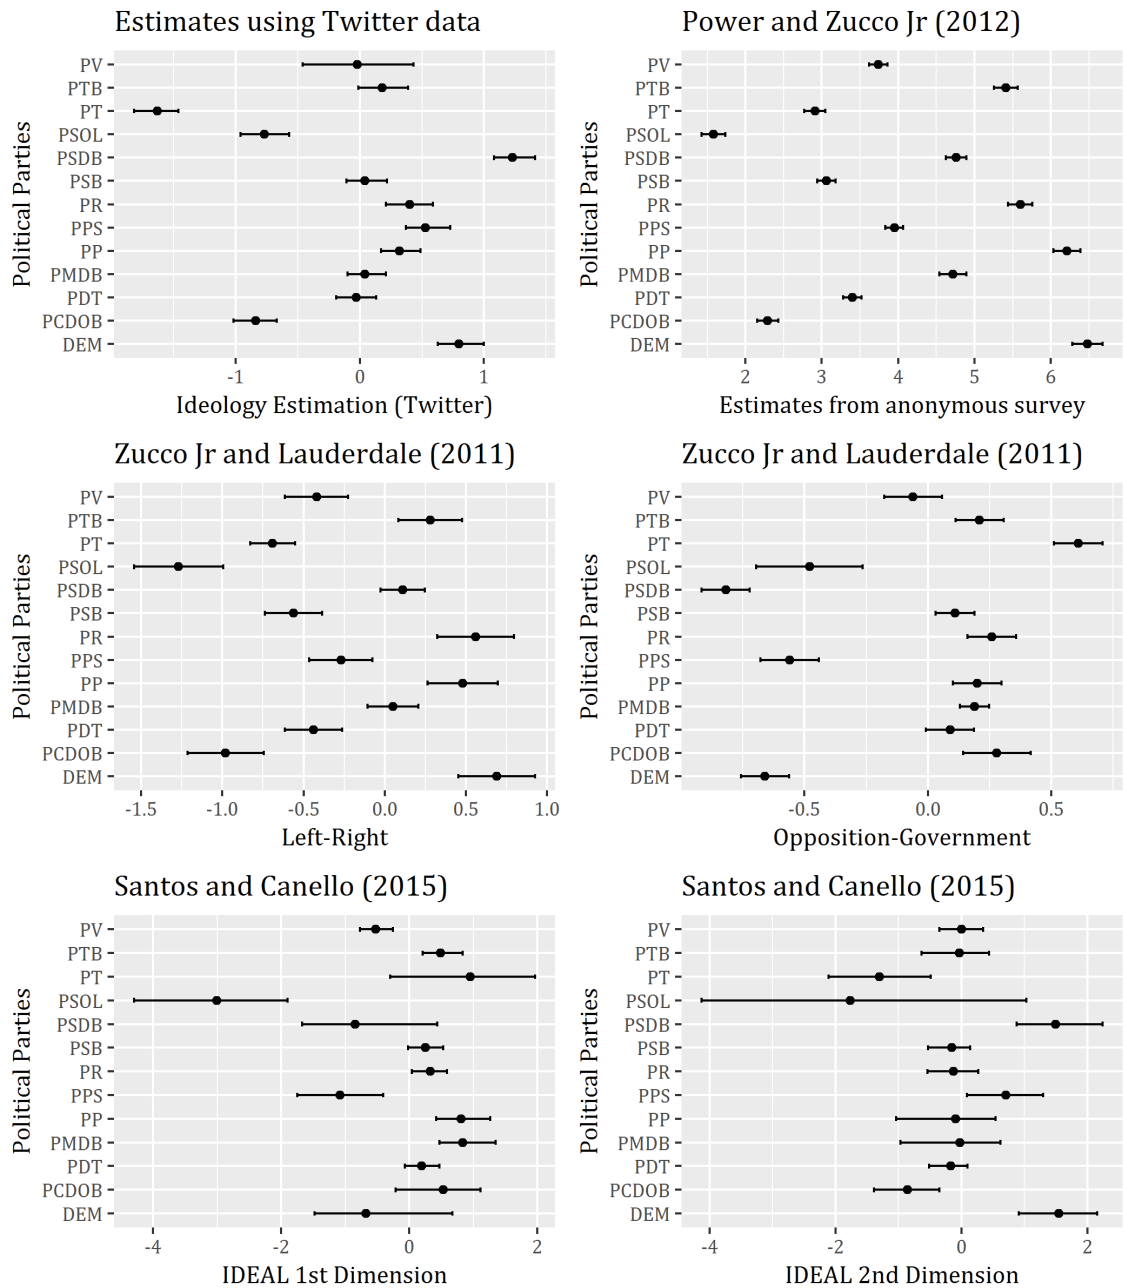 Estimates using Twitter data
Political Parties
PV
PTB
PT
PSOL
PSDB
PSB
PR
PPS
PP
PMDB
PDT
PCDOB
DEM
-1 0 1
Ideology Estimation (Twitter)
Power and Zucco Jr (2012)
Political Parties
PV
PTB
PT
PSOL
PSDB
PSB
PR
PPS
PP
PMDB
PDT
PCDOB
DEM
2 3 4 5 6
Estimates from anonymous survey
Zucco Jr and Lauderdale (2011)
Political Parties
PV
PTB
PT
PSOL
PSDB
PSB
PR
PPS
PP
PMDB
PDT
PCDOB
DEM
-1.5 -1.0 -0.5 0.0 0.5 1.0
Left-Right
Zucco Jr and Lauderdale (2011)
Political Parties
PV
PTB
PT
PSOL
PSDB
PSB
PR
PPS
PP
PMDB
PDT
PCDOB
DEM
-0.5 0.0 0.5
Opposition-Government
Santos and Canello (2015)
Political Parties
PV
PTB
PT
PSOL
PSDB
PSB
PR
PPS
PP
PMDB
PDT
PCDOB
DEM
-4 -2 0 2
IDEAL 1st Dimension
Santos and Canello (2015)
Political Parties
PV
PTB
PT
PSOL
PSDB
PSB
PR
PPS
PP
PMDB
PDT
PCDOB
DEM
-4 -2 0 2
IDEAL 2nd Dimension